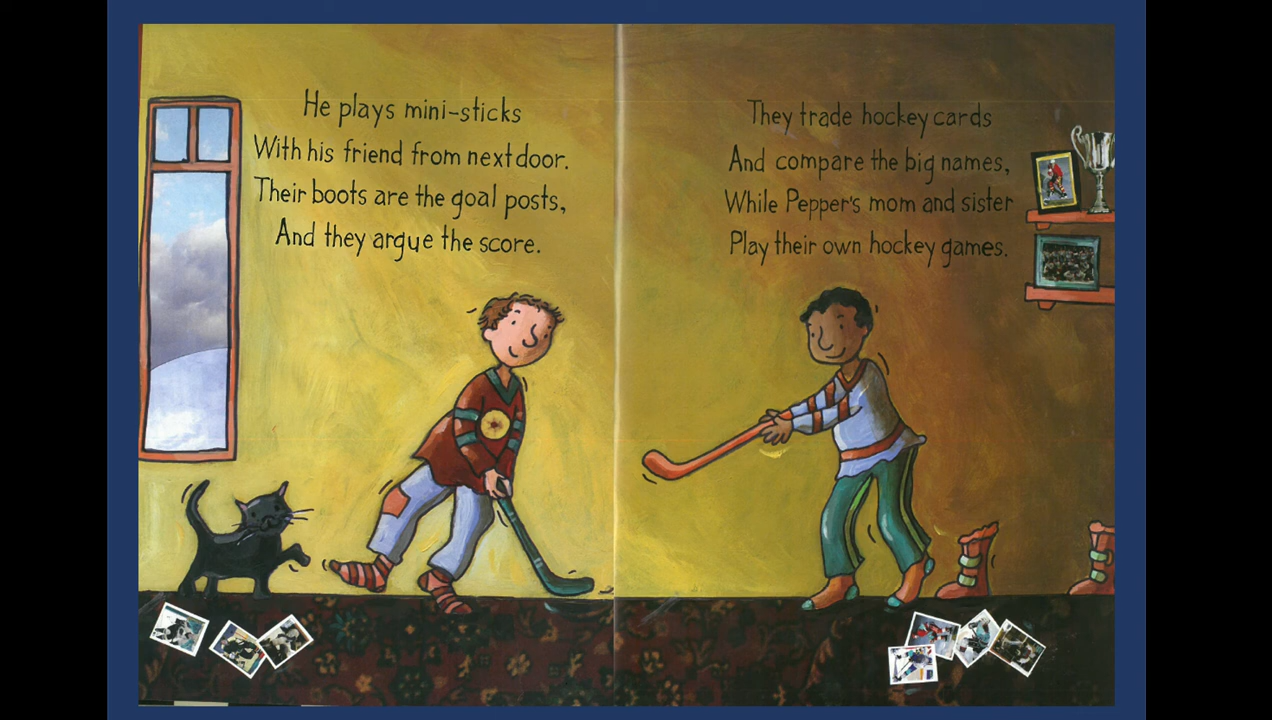 He plays mini-sticks
With his friend from next door.
Their boots are the goal posts,
And they argue the score.
They trade hockey cards
And compare the big names,
While Pepper's mom and sister
Play their own hockey games.